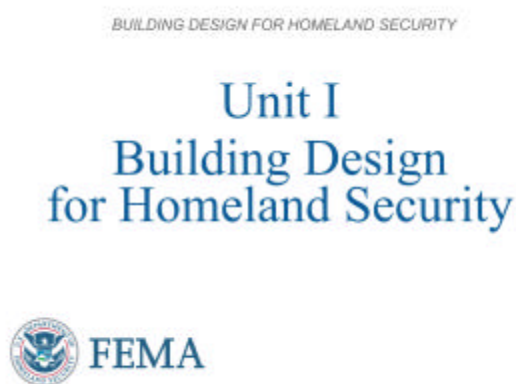 BUILDING DESIGN FOR HOMELAND SECURITY
Unit I
Building Design
for Homeland Security
FEMA